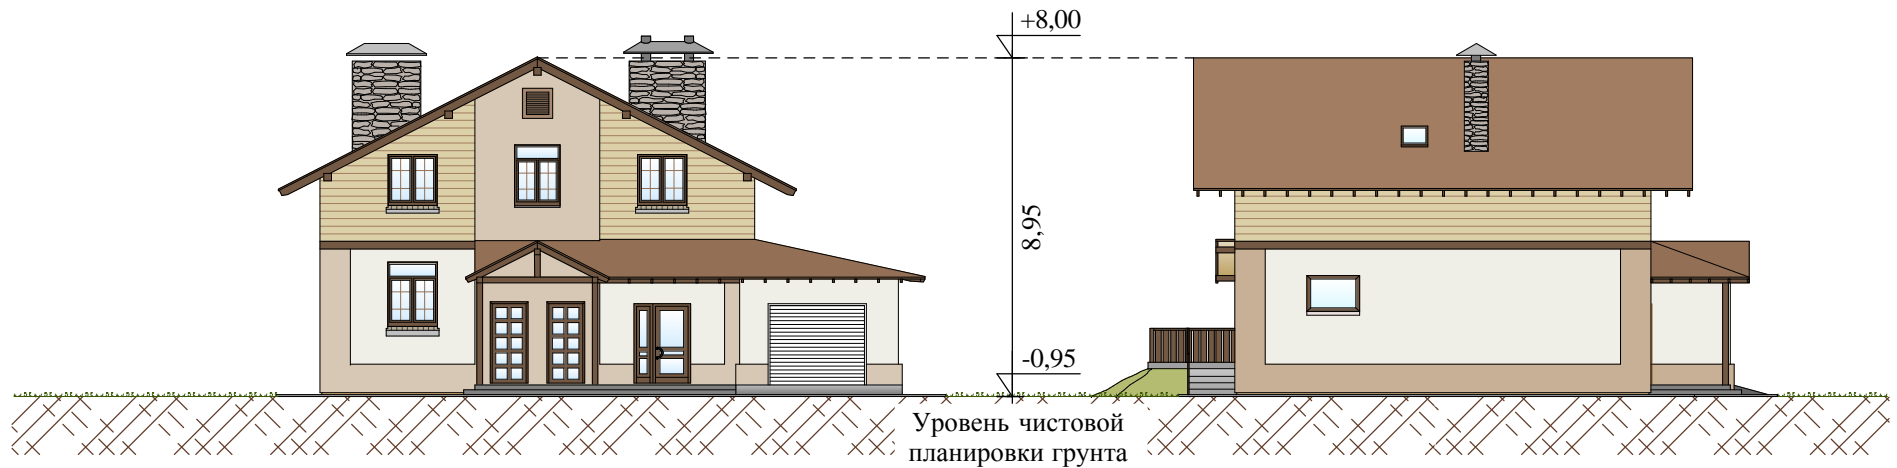 +8,00
8,95
-0,95
Уровень чистовой
планировки грунта